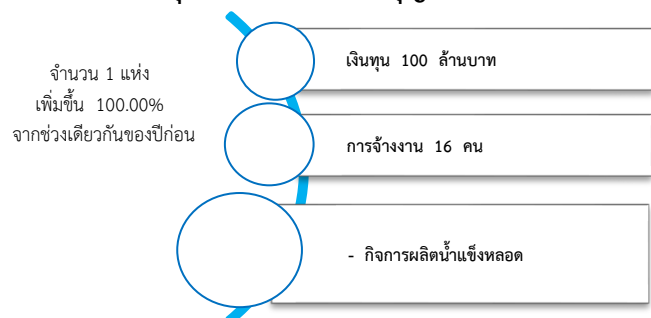 จำนวน 1 แห่ง
เพิ่มขึ้น 100.00%
จากช่วงเดียวกันของปีก่อน
เงินทุน 100 ล้านบาท
การจ้างงาน 16 คน
- กิจการผลิตน้ำแข็งหลอด